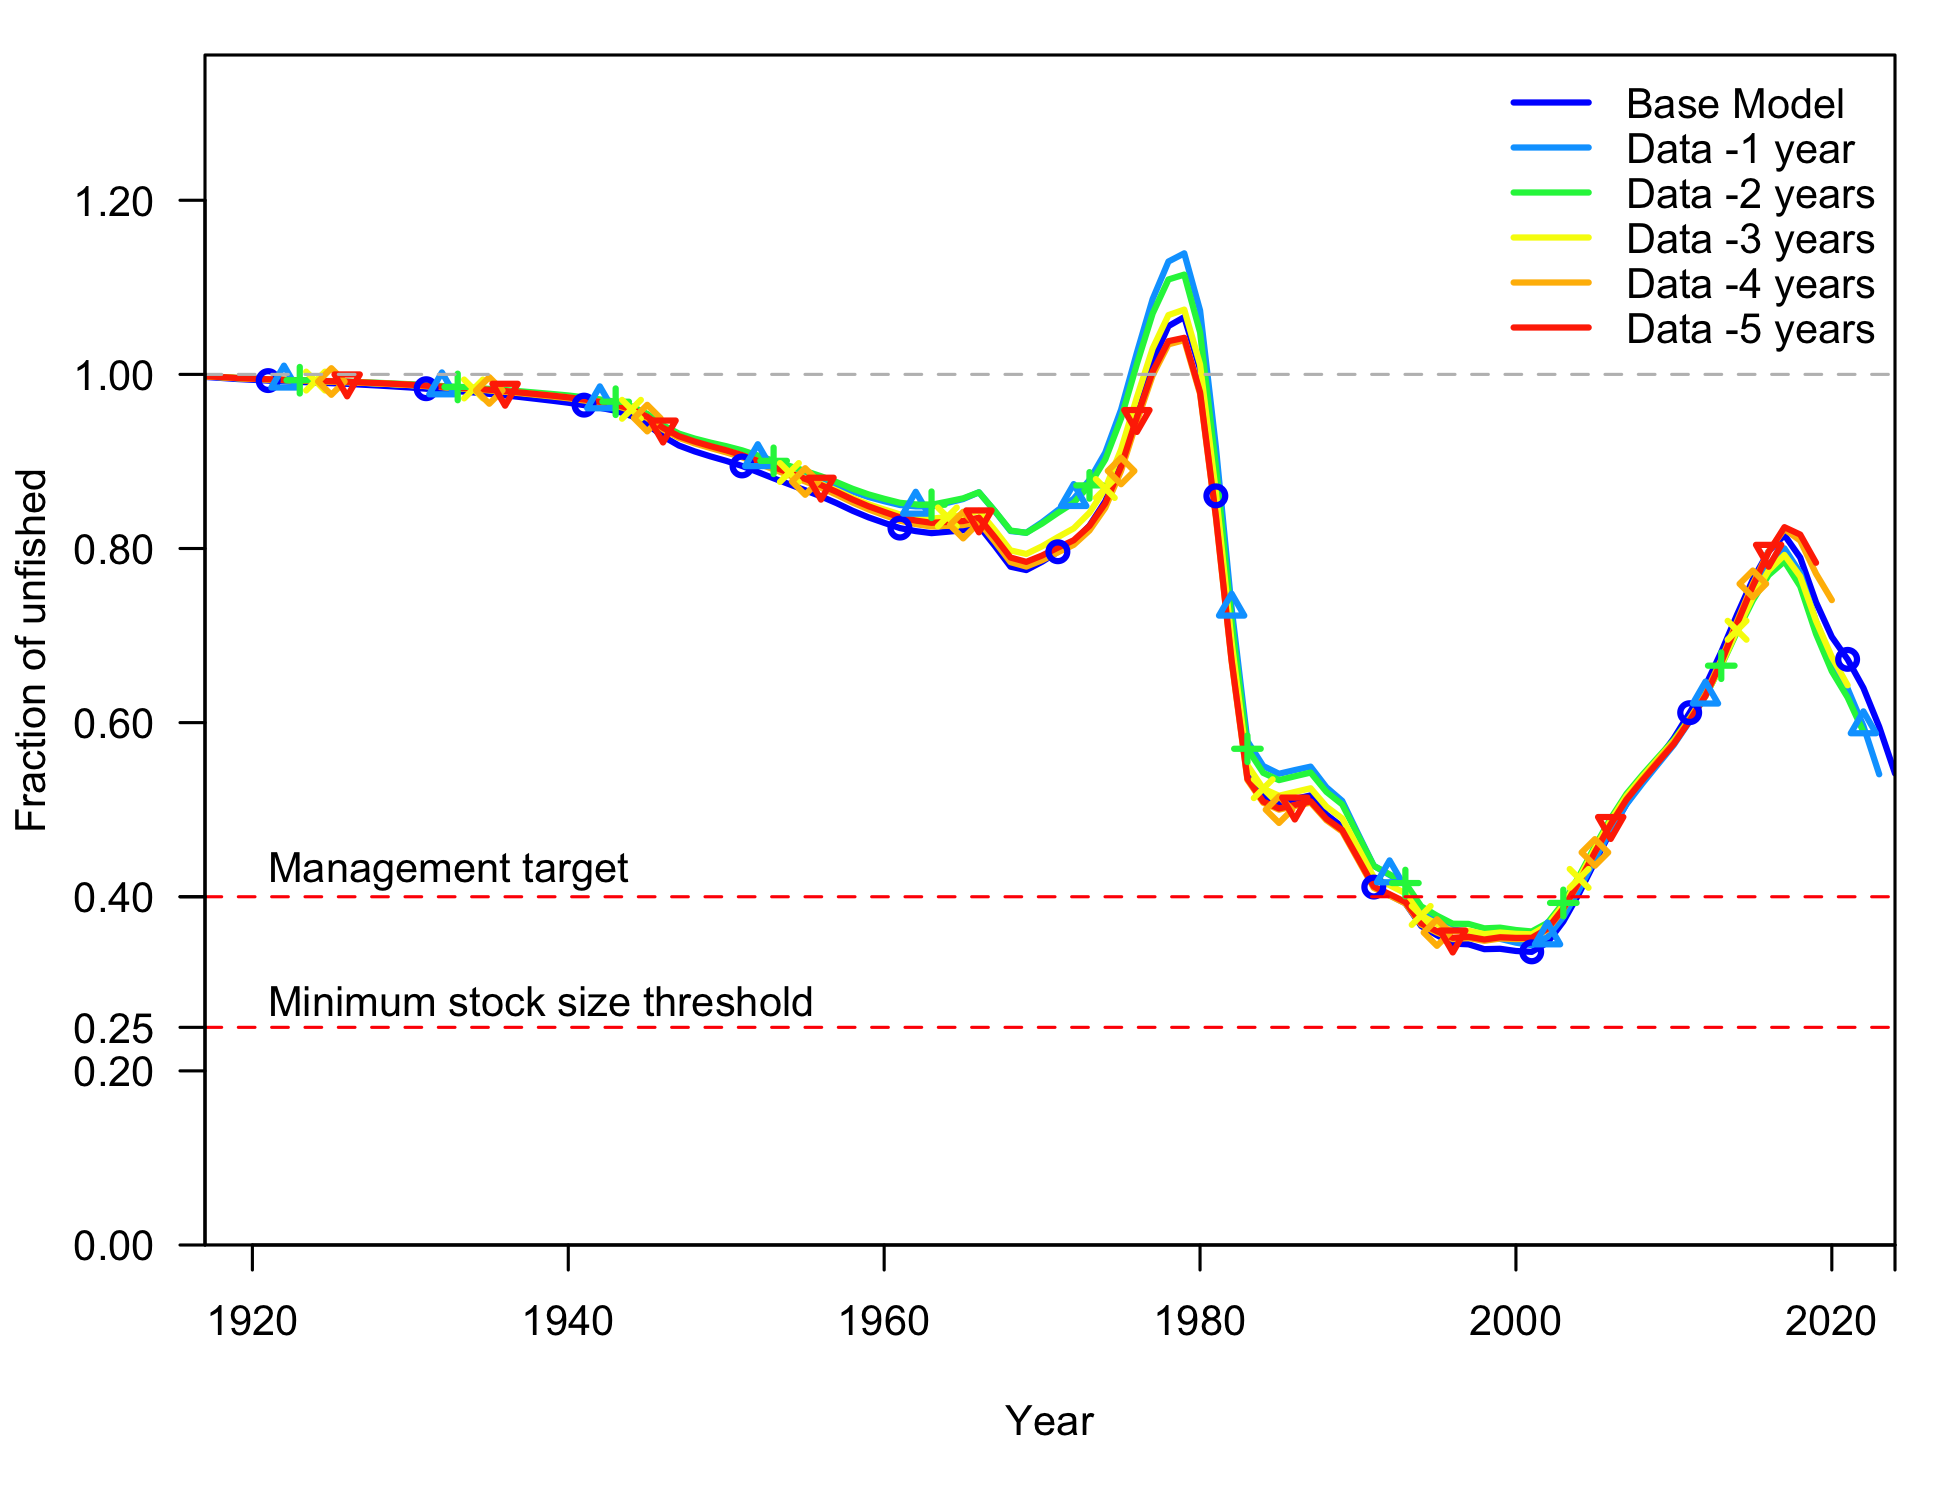 Base Model
Data -1 year
Data -2 years
Data -3 years
Data -4 years
Data -5 years
1.20
1.00
0.80
0.60
0.40
0.25
0.20
0.00
Fraction of unfished
Management target
Minimum stock size threshold
1920 1940 1960 1980 2000 2020
Year